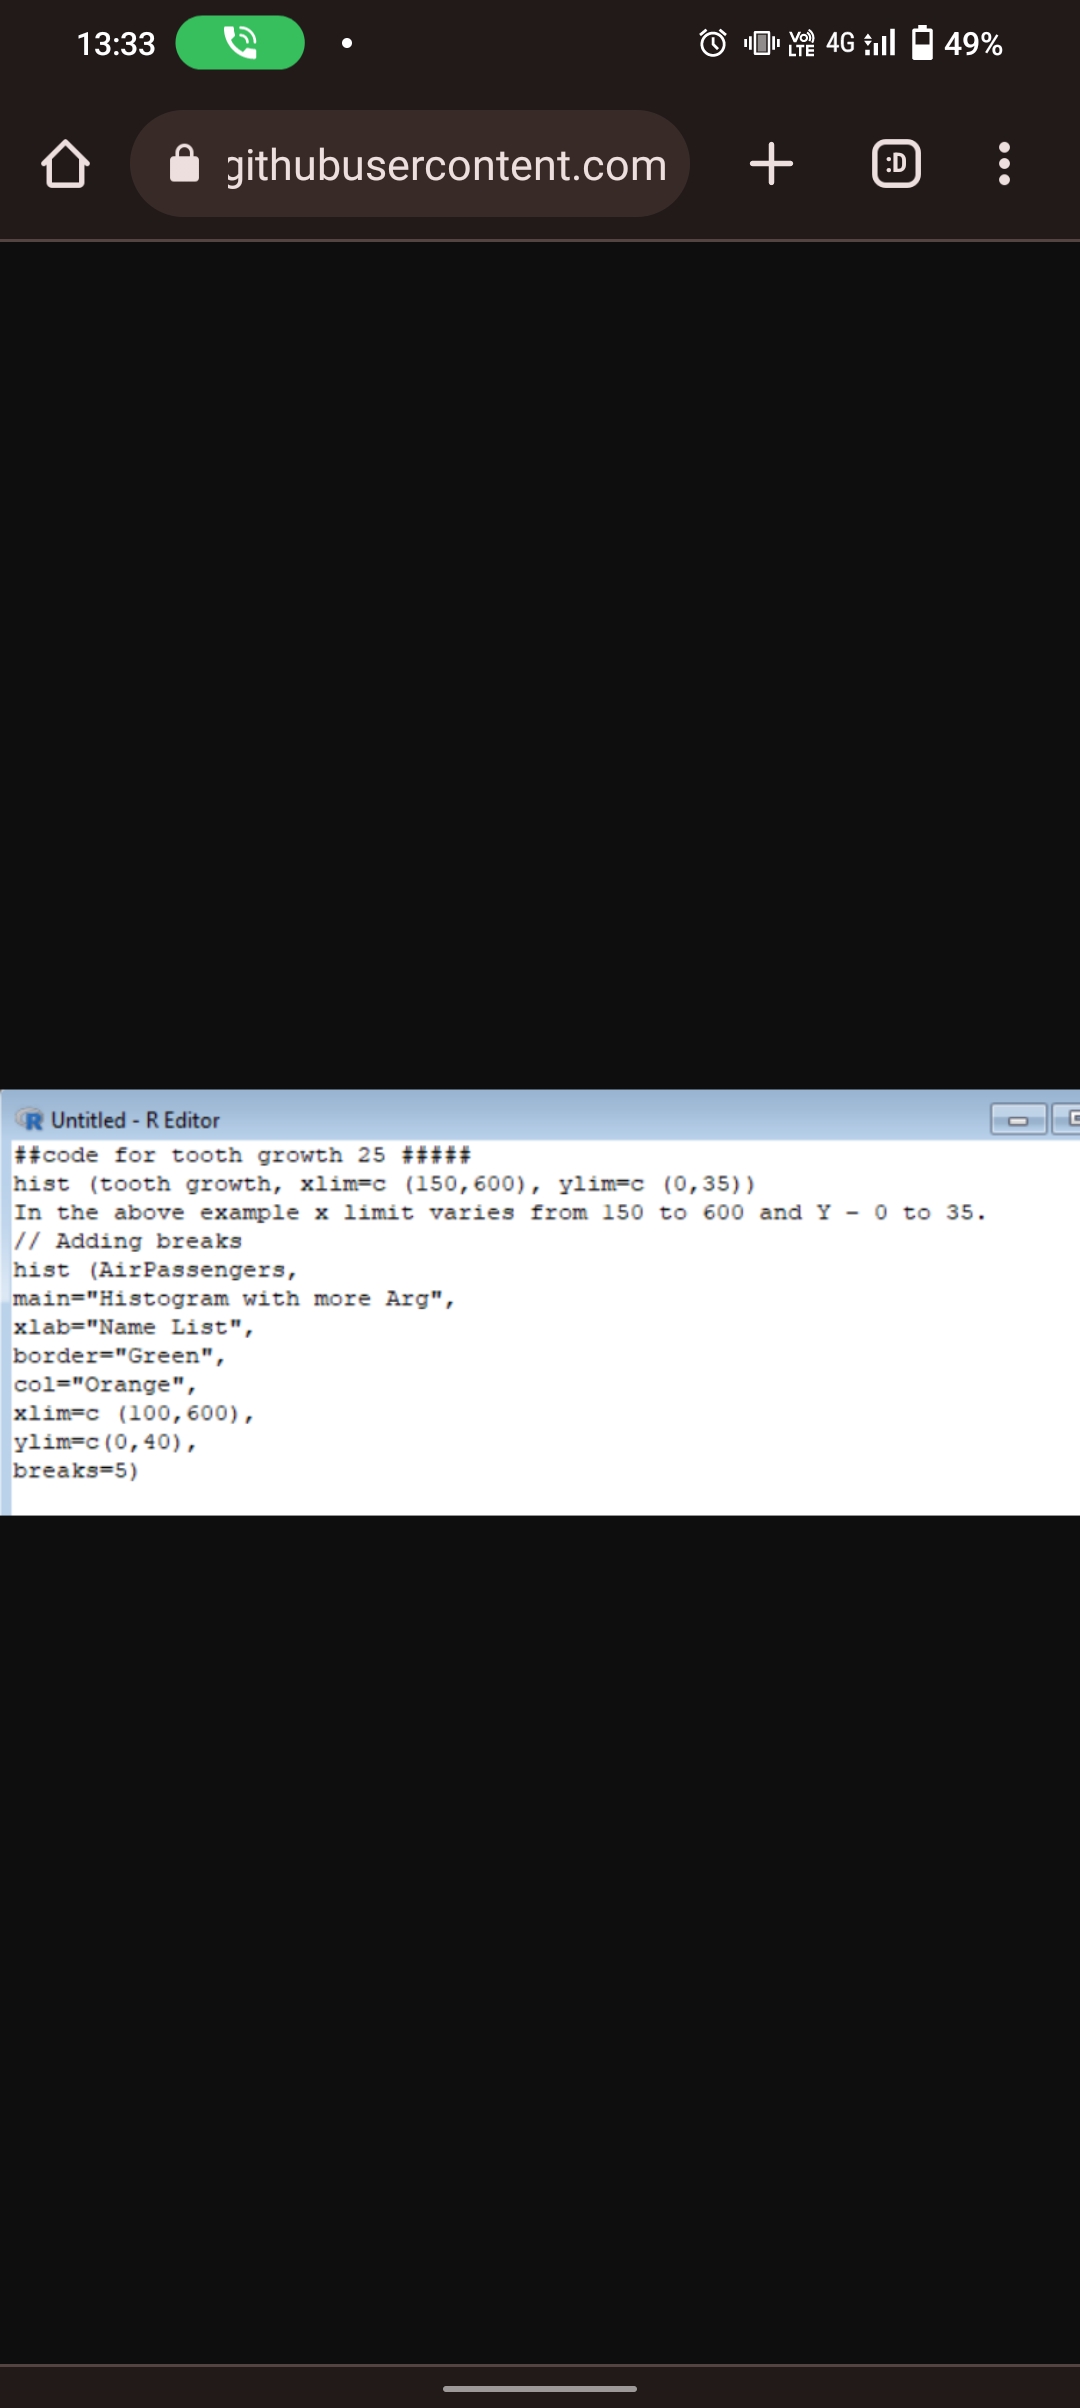 13:33
Vo))
LTE
4G
49%
githubusercontent.com
:D
Untitled - R Editor
##code for tooth growth 25 #####
hist (tooth growth, xlim=c (150,600), ylim=c (0,35))
In the above example x limit varies from 150 to 600 and Y - 0 to 35.
// Adding breaks
hist (AirPassengers,
main="Histogram with more Arg",
xlab="Name List",
border="Green",
col="Orange",
xlim=c (100,600),
ylim=c(0,40),
breaks=5)